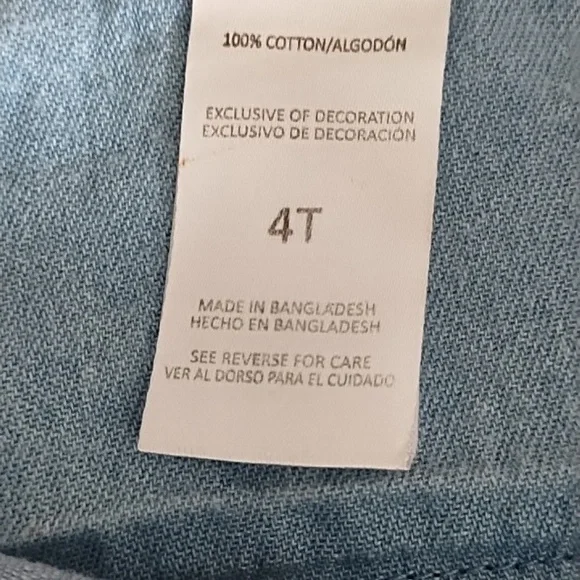 100% COTTON/ALGODÓN
EXCLUSIVE OF DECORATION
EXCLUSIVO DE DECORACIÓN
4T
MADE IN BANGLADESH
HECHO EN BANGLADESH
SEE REVERSE FOR CARE
VER AL DORSO PARA EL CUIDADO